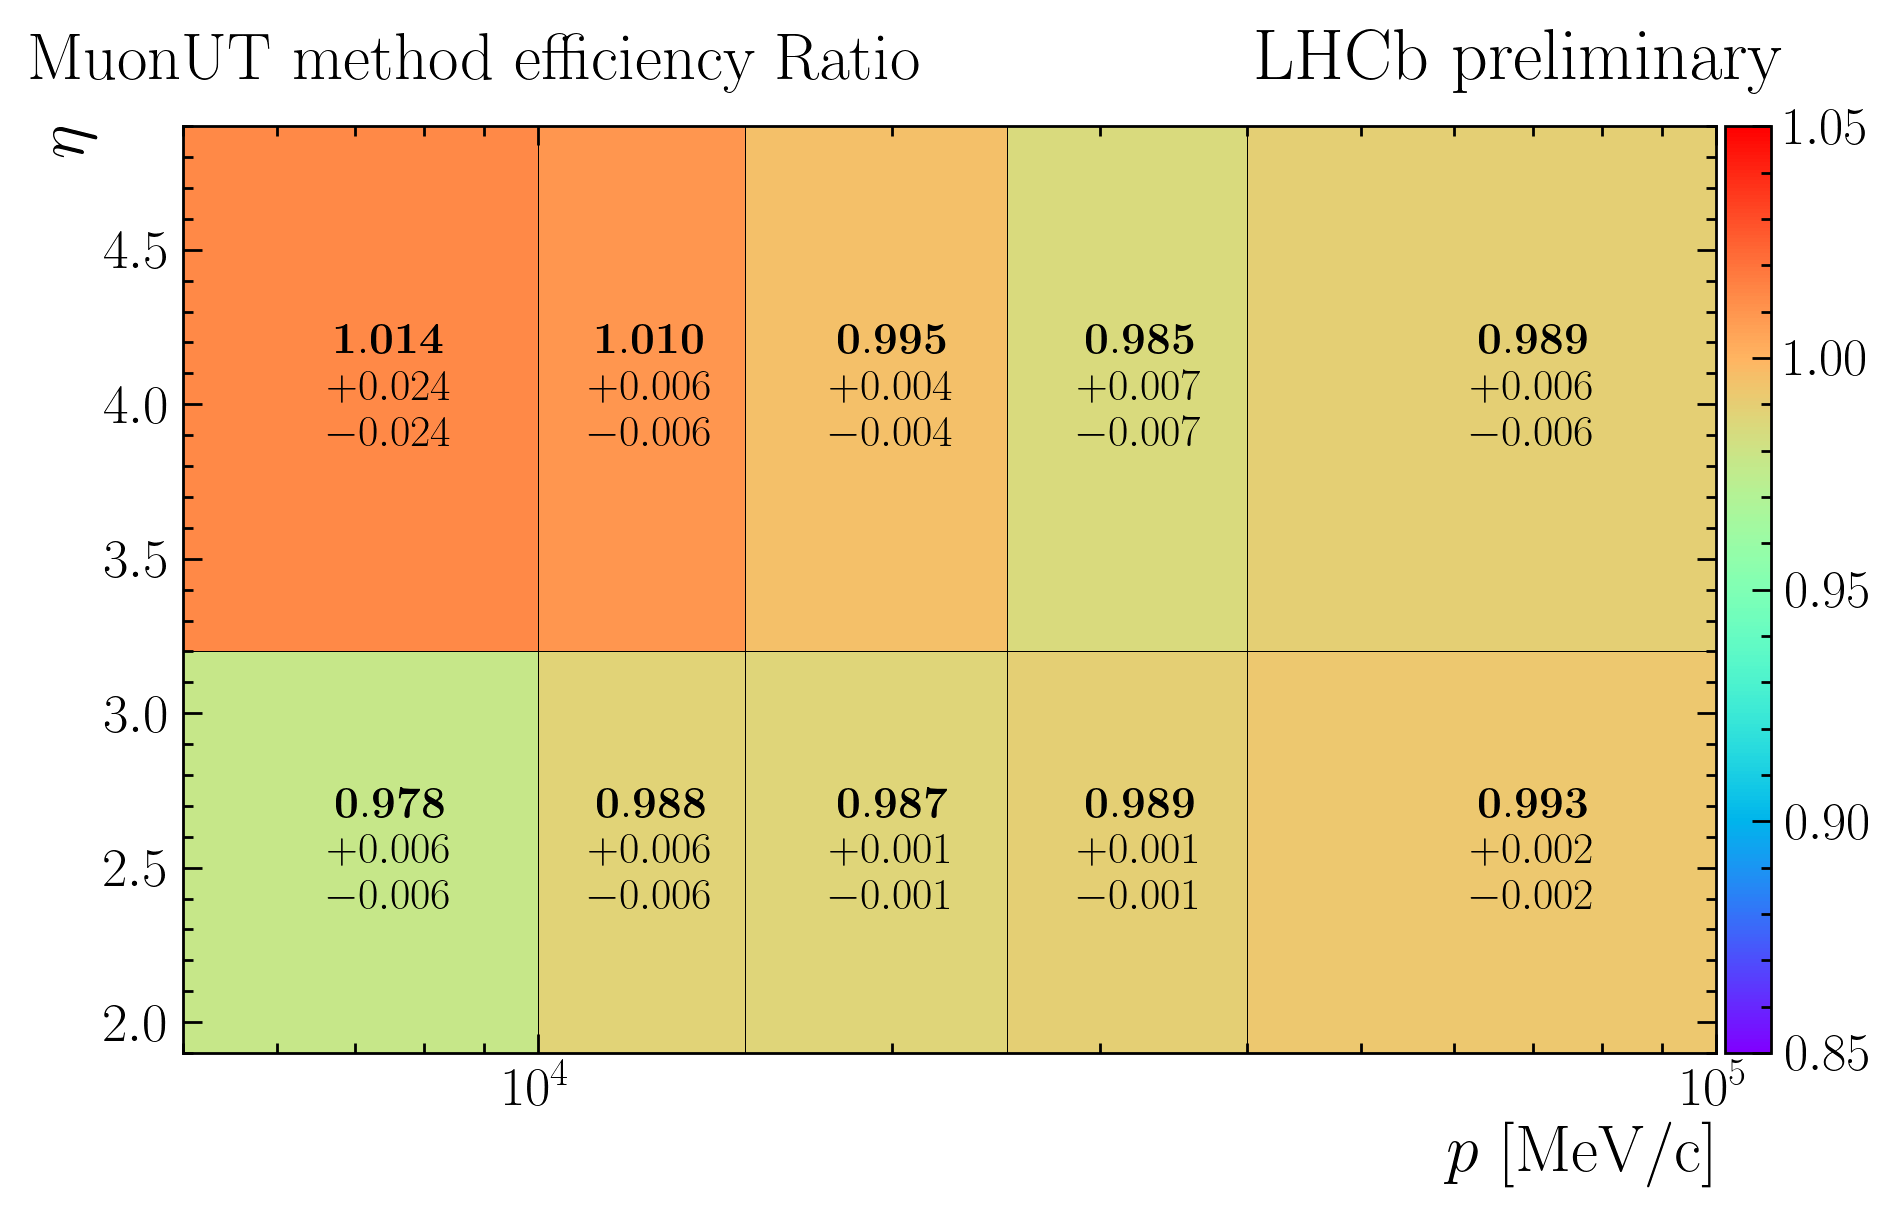 MuonUT method efficiency Ratio LHCb preliminary
η
1.05
4.5
1.014 1.010 0.995 0.985 0.989
1.00
+0.024 +0.006 +0.004 +0.007 +0.006
4.0
−0.024 −0.006 −0.004 −0.007 −0.006
3.5
0.95
3.0
0.978 0.988 0.987 0.989 0.993
0.90
+0.006 +0.006 +0.001 +0.001 +0.002
2.5
−0.006 −0.006 −0.001 −0.001 −0.002
2.0
0.85
10⁴ 10⁵
p [MeV/c]